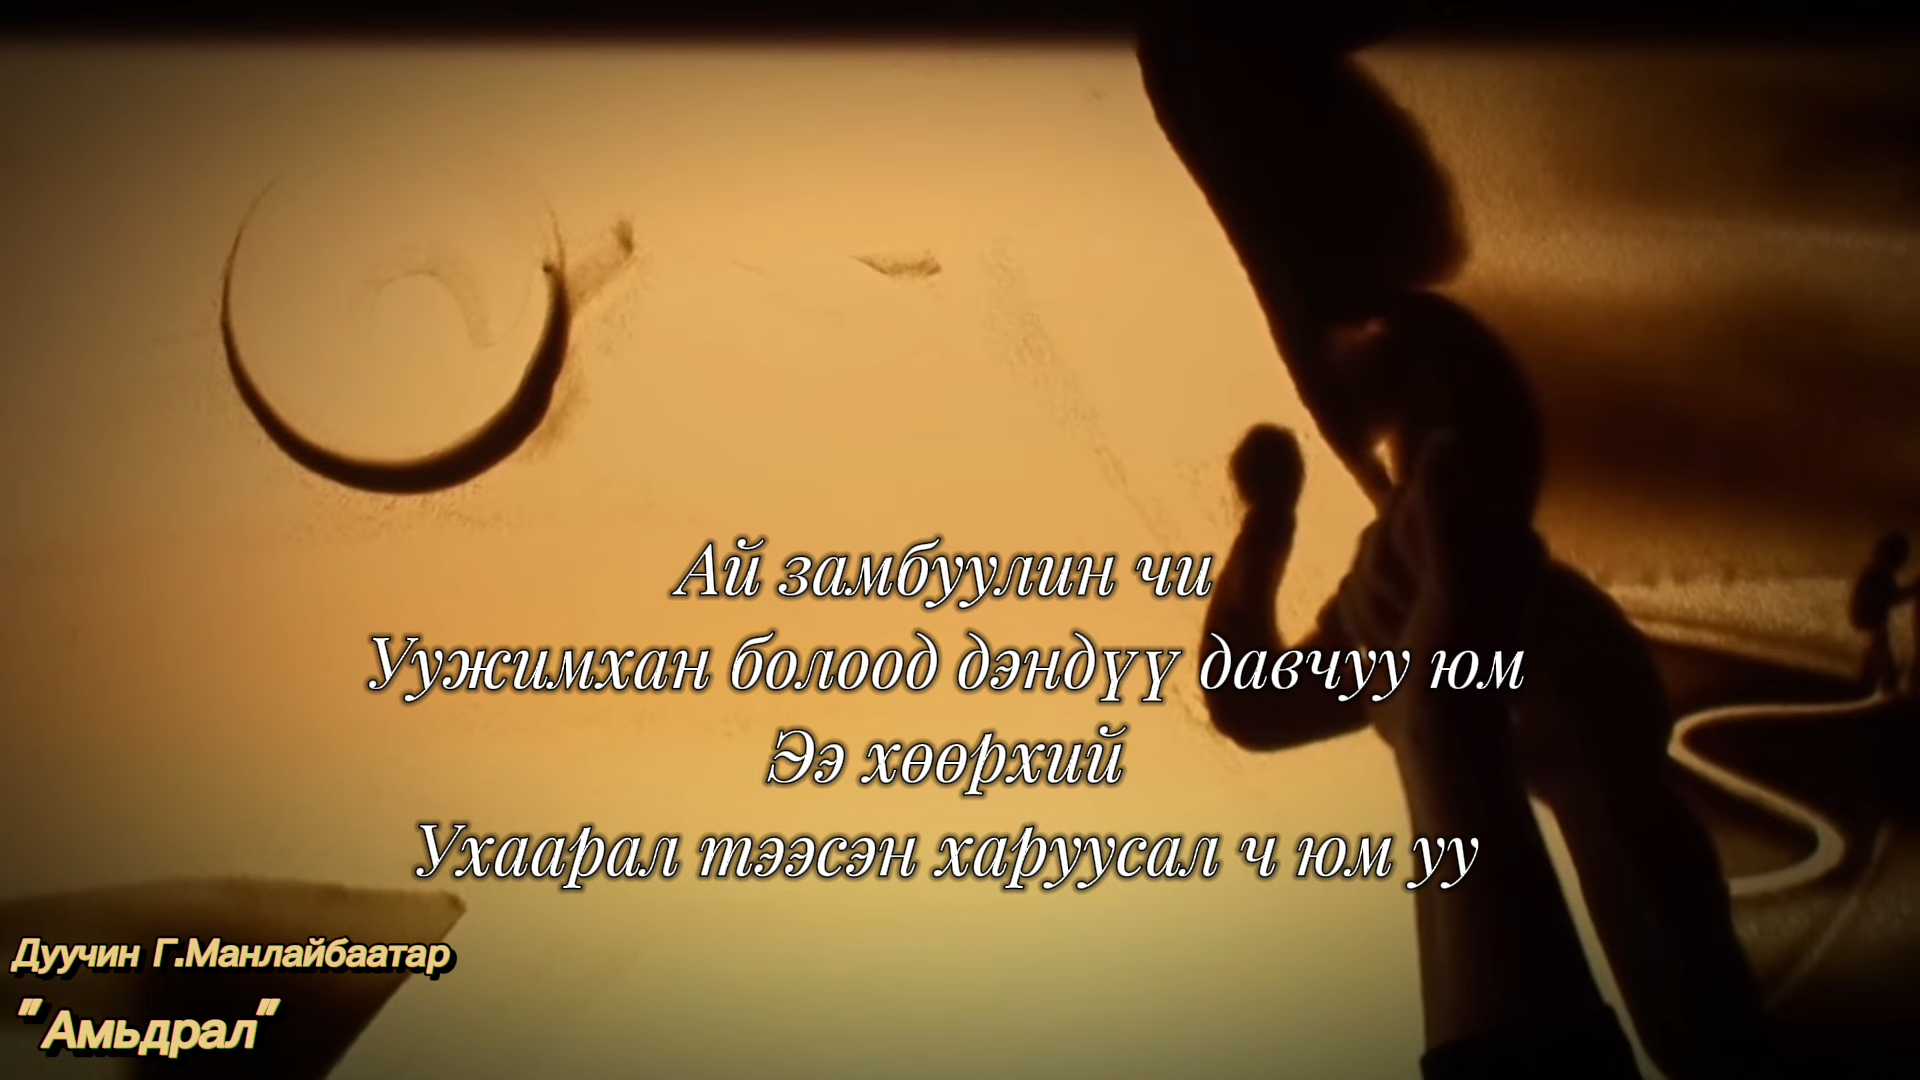 Ай замбуулин чи
Уужимхан болоод дэндүү давчуу юм
Ээ хөөрхий
Ухаарал тээсэн харуусал ч юм уу
Дуучин Г.Манлайбаатар
"Амьдрал"